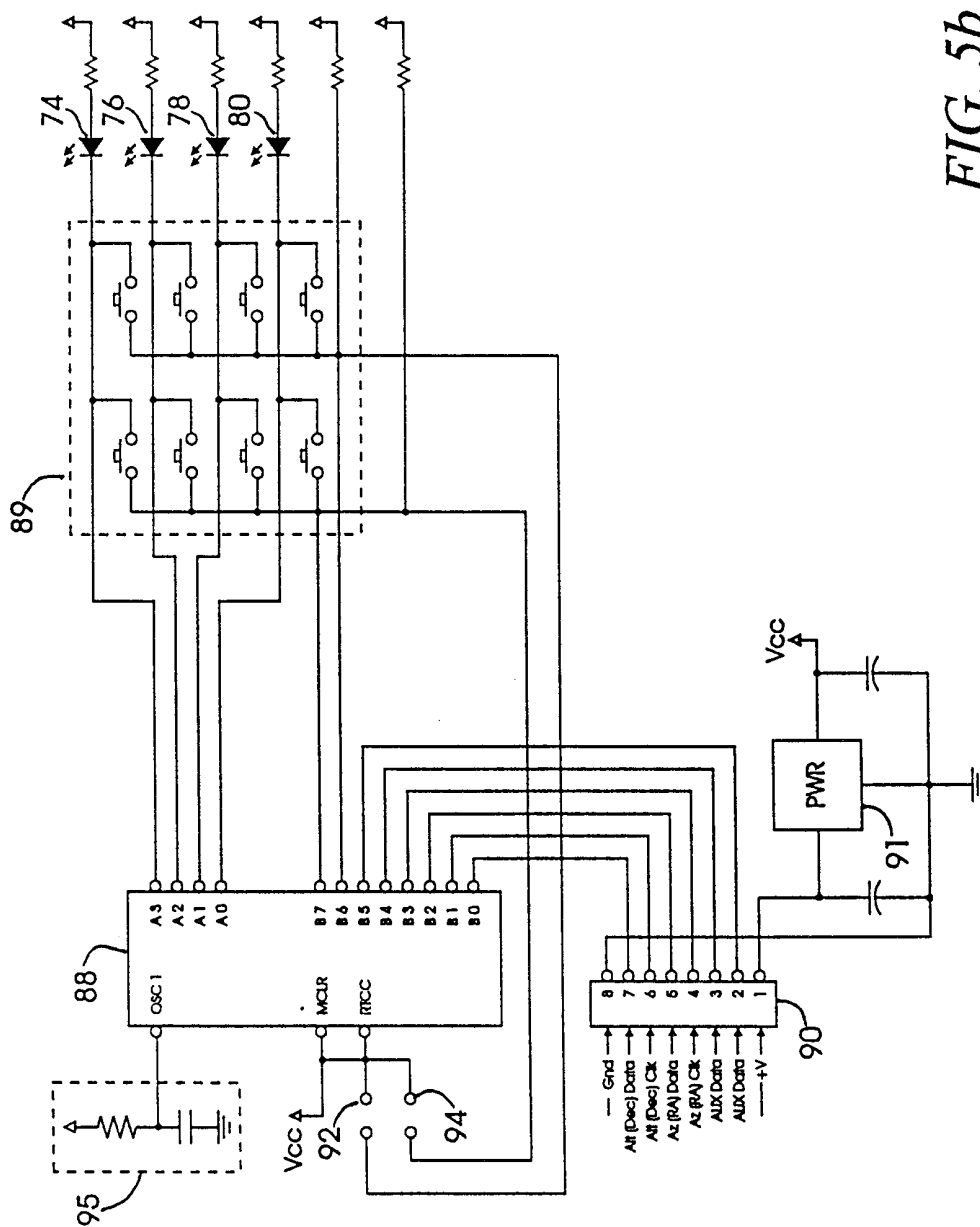 FIG. 5b
74
76
78
80
89
88
OSC 1
MCLR
RTCC
A3
A2
A1
A0
B7
B6
B5
B4
B3
B2
B1
B0
95
Vcc
92
94
8
7
6
5
4
3
2
1
Gnd
Alt (Dec) Data
Alt (Dec) Clk
Az (RA) Data
Az (RA) Clk
AUX Data
AUX Data
+V
90
PWR
91
Vcc